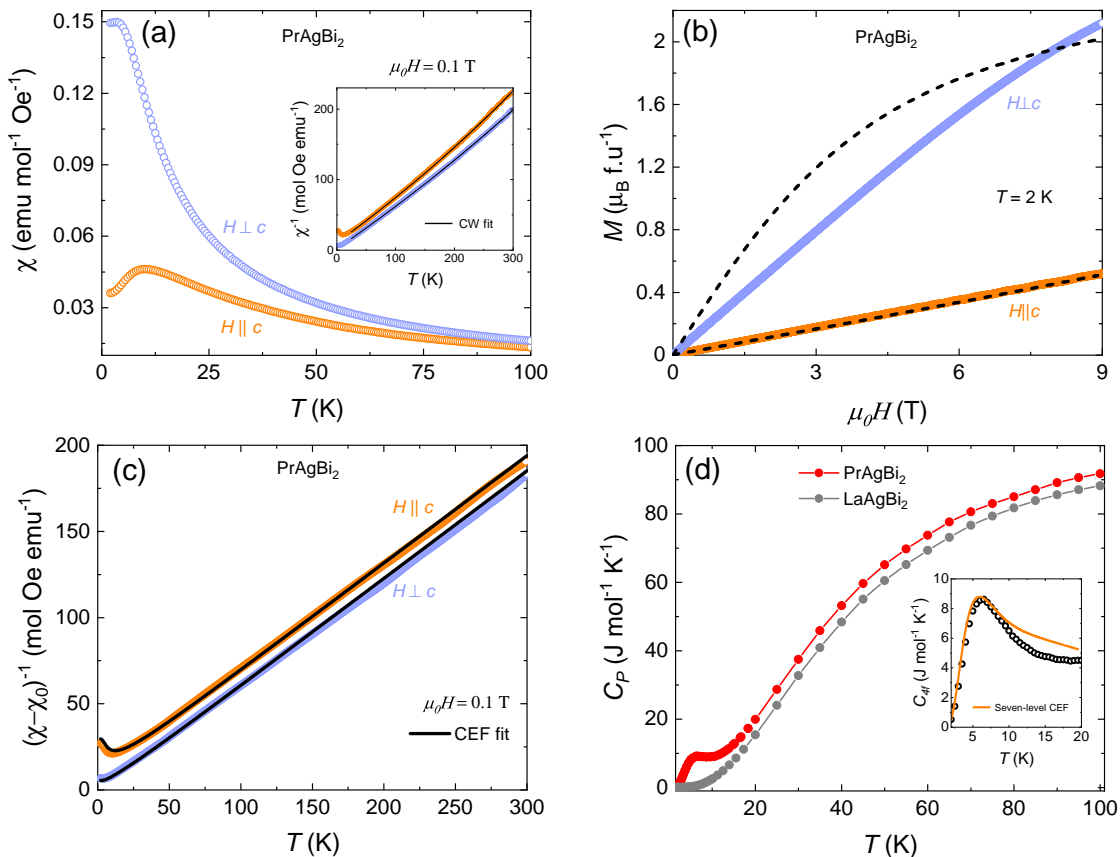 (a)
PrAgBi₂
0.15
0.12
0.09
0.06
0.03
χ (emu mol⁻¹ Oe⁻¹)
H ⊥ c
H || c
0
25
50
75
100
T (K)
μ₀H = 0.1 T
200
100
0
χ⁻¹ (mol Oe emu⁻¹)
CW fit
0
100
200
300
T (K)
(b)
PrAgBi₂
2
1.6
1.2
0.8
0.4
0
M (μ_B f.u⁻¹)
H⊥c
T = 2 K
H||c
0
3
6
9
μ₀H (T)
(c)
PrAgBi₂
200
150
100
50
0
(χ−χ₀)⁻¹ (mol Oe emu⁻¹)
H || c
H ⊥ c
μ₀H = 0.1 T
CEF fit
0
50
100
150
200
250
300
T (K)
(d)
PrAgBi₂
LaAgBi₂
100
80
60
40
20
0
C_P (J mol⁻¹ K⁻¹)
10
8
6
4
2
0
C₄f (J mol⁻¹ K⁻¹)
Seven-level CEF
5
10
15
20
T (K)
20
40
60
80
100
T (K)